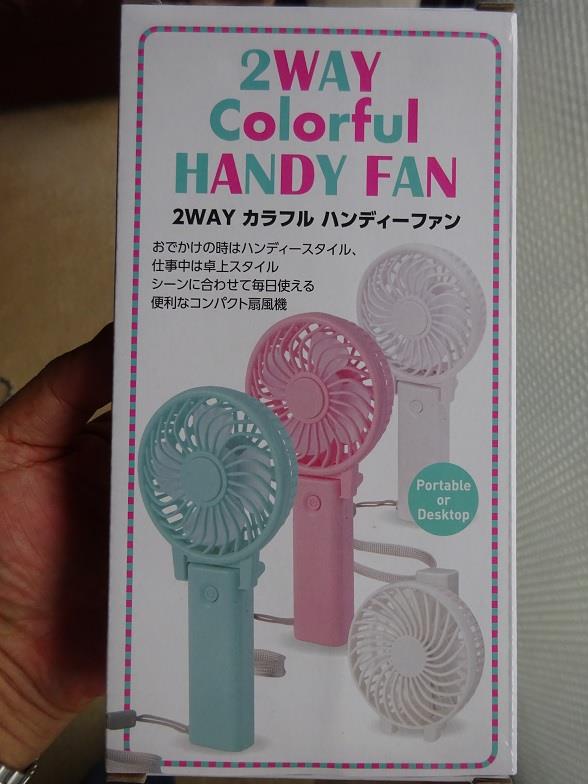 2WAY
Colorful
HANDY FAN
2WAY カラフル ハンディーファン
おでかけの時はハンディースタイル、
仕事中は卓上スタイル
シーンに合わせて毎日使える
便利なコンパクト扇風機
Portable
or
Desktop